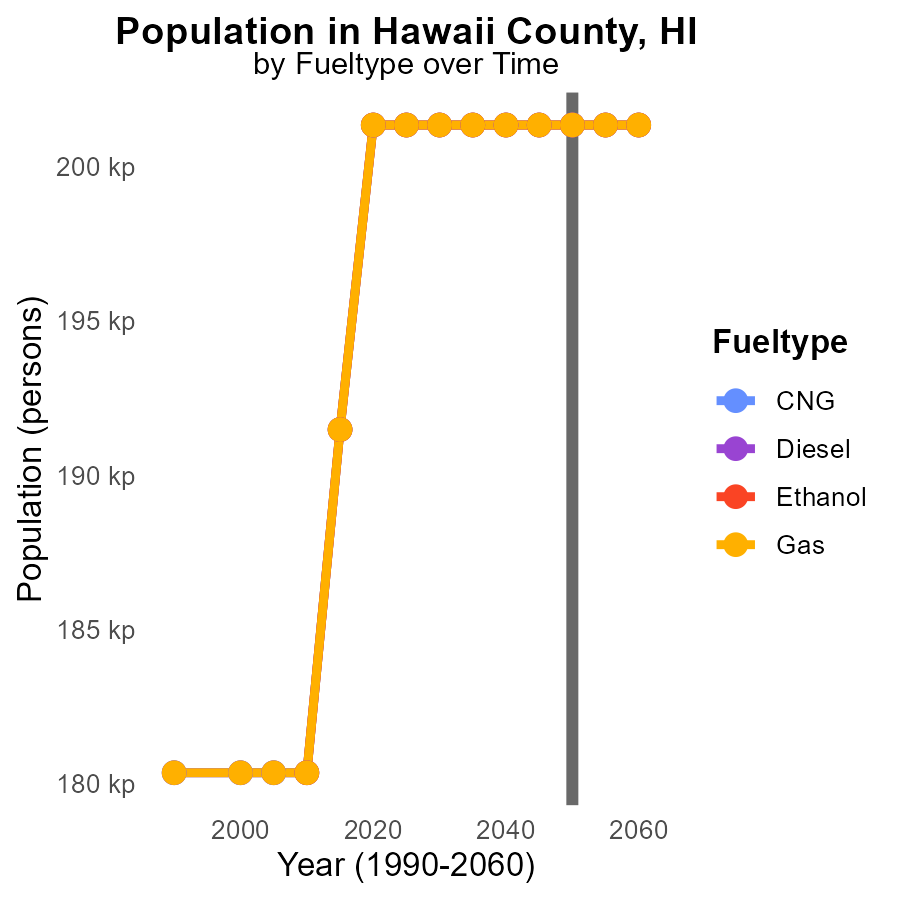 Population in Hawaii County, HI
by Fueltype over Time
Population (persons)
200 kp
195 kp
190 kp
185 kp
180 kp
2000 2020 2040 2060
Year (1990-2060)
Fueltype
CNG
Diesel
Ethanol
Gas